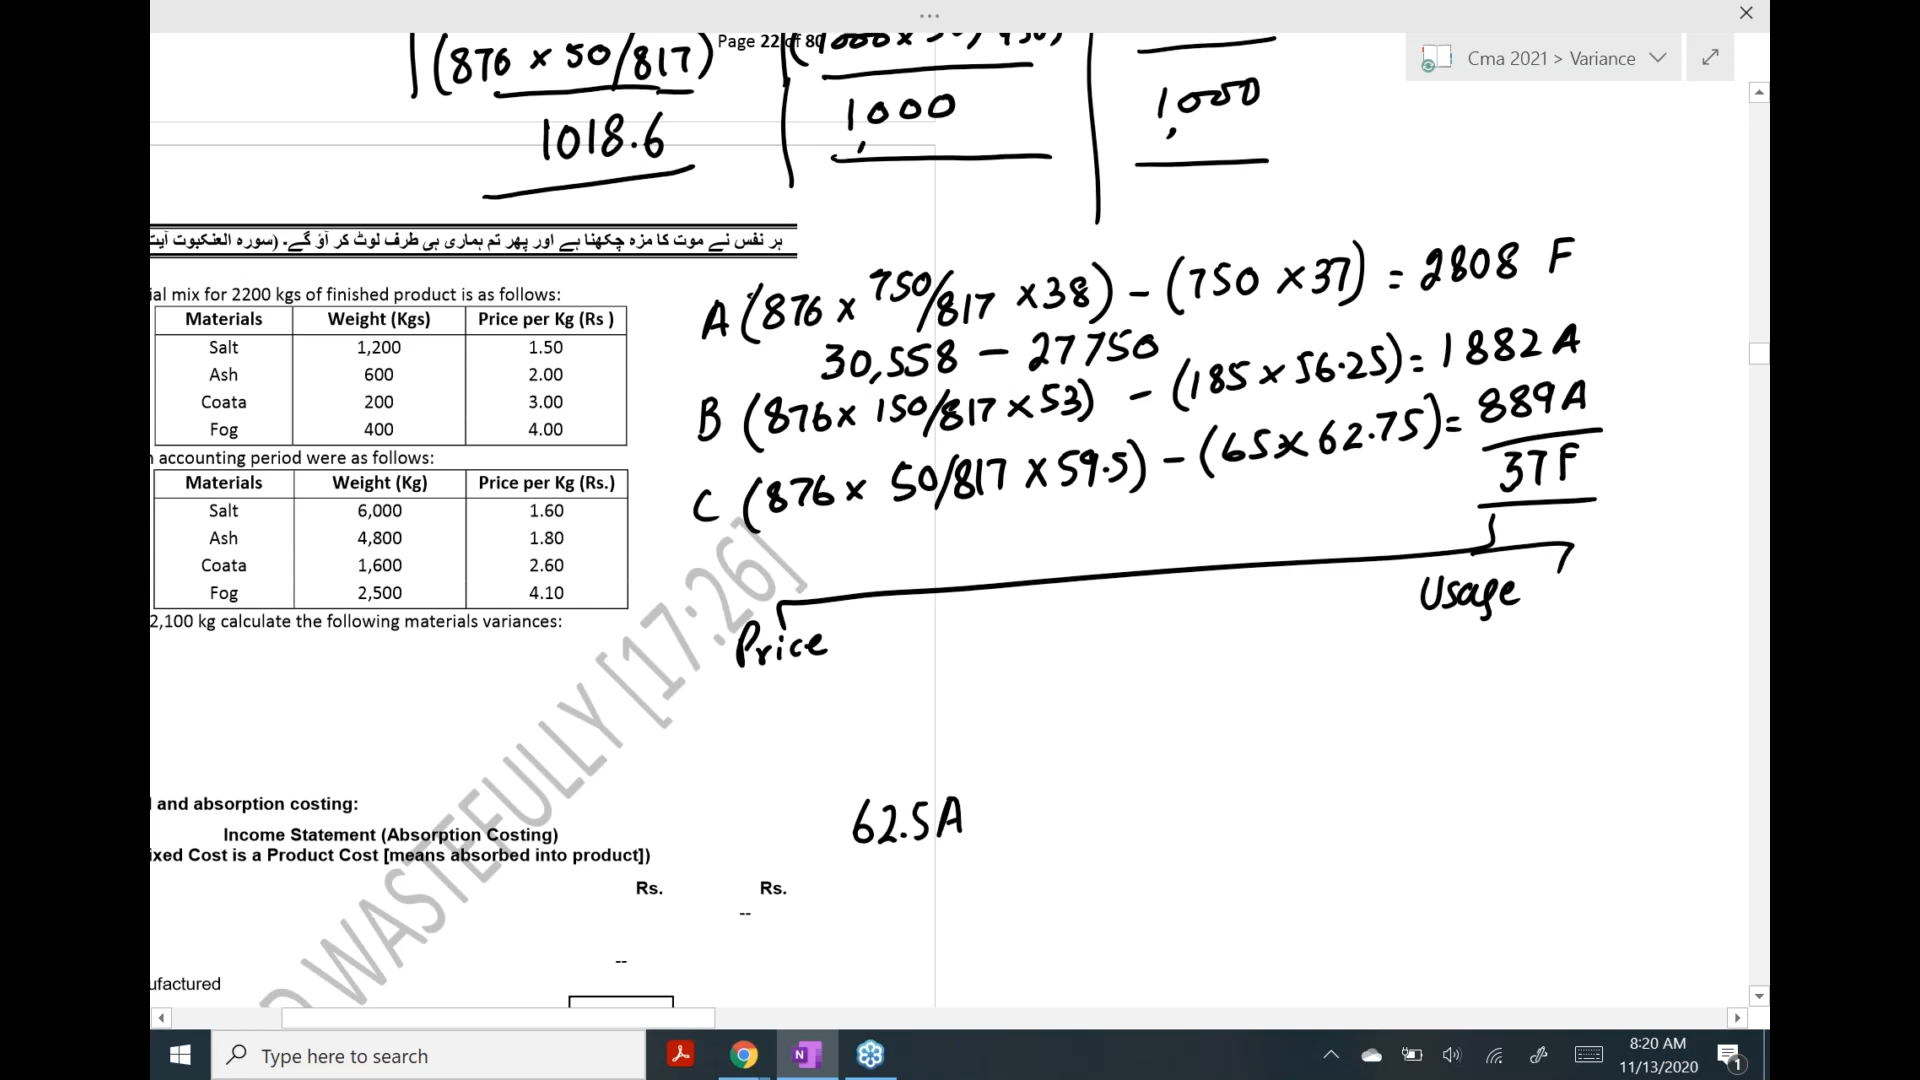 Page 22 of 80
Cma 2021 > Variance
(876 x 50/817)
1018.6
1,000
1,000
ہر نفس نے موت کا مزہ چکھنا ہے اور پھر تم ہماری ہی طرف لوٹ کر آؤ گے۔ (سورہ العنکبوت آیت
ial mix for 2200 kgs of finished product is as follows:
Materials Weight (Kgs) Price per Kg (Rs )
Salt 1,200 1.50
Ash 600 2.00
Coata 200 3.00
Fog 400 4.00
accounting period were as follows:
Materials Weight (Kg) Price per Kg (Rs.)
Salt 6,000 1.60
Ash 4,800 1.80
Coata 1,600 2.60
Fog 2,500 4.10
2,100 kg calculate the following materials variances:
A (876 x 750/817 x 38) - (750 x 37) = 2808 F
30,558 - 27750
B (876 x 150/817 x 53) - (185 x 56.25) = 1882 A
C (876 x 50/817 x 59.5) - (65 x 62.75) = 889 A
37 F
Price
Usage
62.5 A
WASTEFULLY [17:26]
and absorption costing:
Income Statement (Absorption Costing)
ixed Cost is a Product Cost [means absorbed into product])
Rs. Rs.
--
--
ufactured
Type here to search
8:20 AM
11/13/2020
1